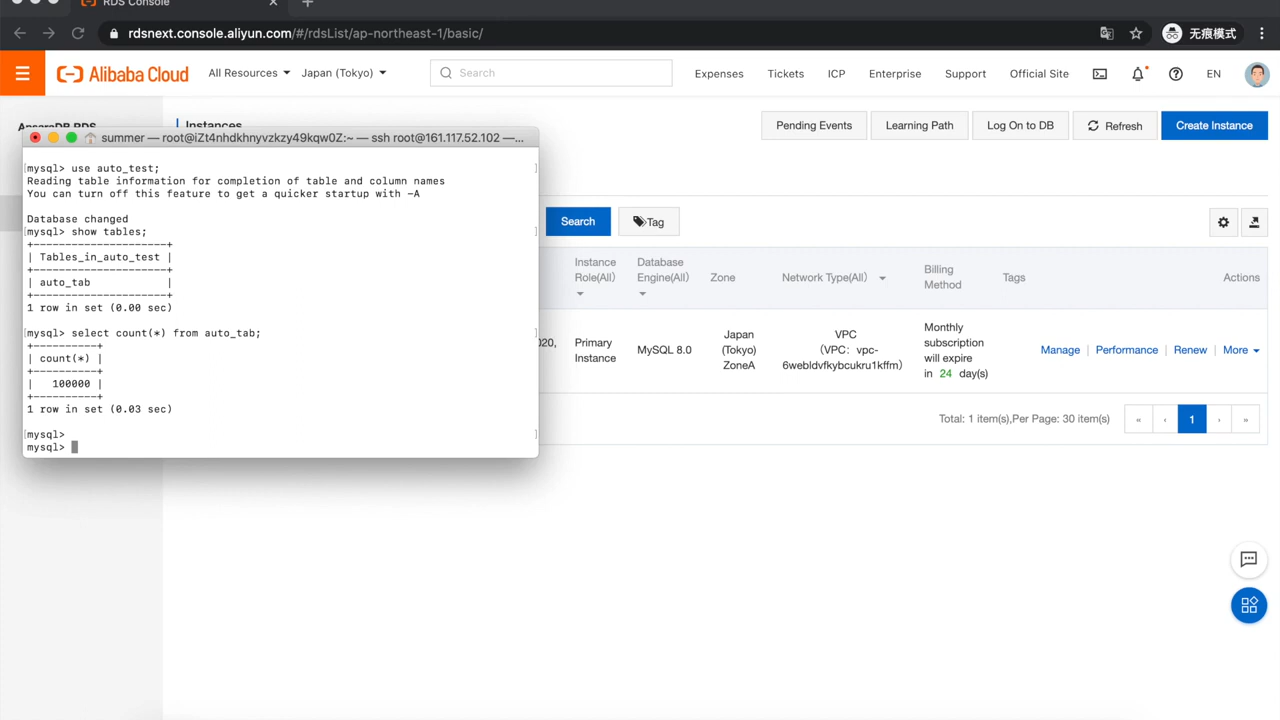 RDS Console
rdsnext.console.aliyun.com/#/rdsList/ap-northeast-1/basic/
无痕模式
Alibaba Cloud
All Resources
Japan (Tokyo)
Search
Expenses
Tickets
ICP
Enterprise
Support
Official Site
EN
Instances
Pending Events
Learning Path
Log On to DB
Refresh
Create Instance
summer — root@iZt4nhdkhnyvzkzy49kqw0Z:~ — ssh root@161.117.52.102 —...
[mysql> use auto_test;
Reading table information for completion of table and column names
You can turn off this feature to get a quicker startup with -A
Database changed
[mysql> show tables;
+---------------------+
| Tables_in_auto_test |
+---------------------+
| auto_tab            |
+---------------------+
1 row in set (0.00 sec)
[mysql> select count(*) from auto_tab;
+----------+
| count(*) |
+----------+
|   100000 |
+----------+
1 row in set (0.03 sec)
[mysql>
mysql>
Search
Tag
Instance
Role(All)
Database
Engine(All)
Zone
Network Type(All)
Billing
Method
Tags
Actions
020,
Primary
Instance
MySQL 8.0
Japan
(Tokyo)
ZoneA
VPC
(VPC: vpc-
6webldvfkybcukru1kffm)
Monthly
subscription
will expire
in 24 day(s)
Manage
Performance
Renew
More
Total: 1 item(s),Per Page: 30 item(s)
«
‹
1
›
»